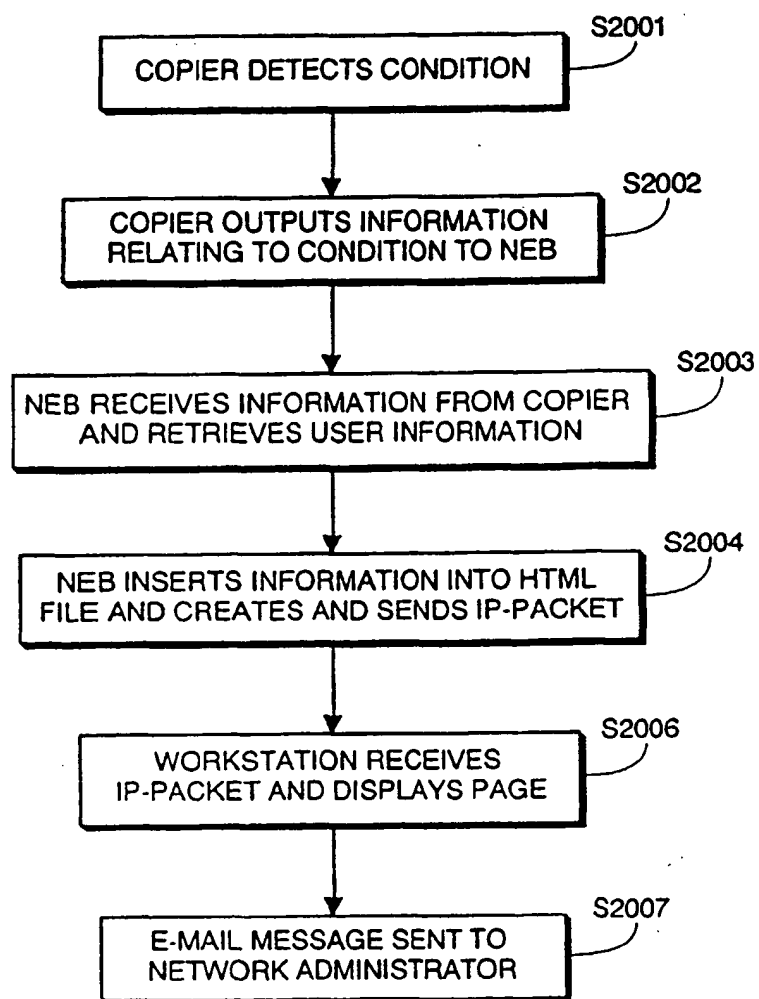 S2001
COPIER DETECTS CONDITION
S2002
COPIER OUTPUTS INFORMATION
RELATING TO CONDITION TO NEB
S2003
NEB RECEIVES INFORMATION FROM COPIER
AND RETRIEVES USER INFORMATION
S2004
NEB INSERTS INFORMATION INTO HTML
FILE AND CREATES AND SENDS IP-PACKET
S2006
WORKSTATION RECEIVES
IP-PACKET AND DISPLAYS PAGE
S2007
E-MAIL MESSAGE SENT TO
NETWORK ADMINISTRATOR